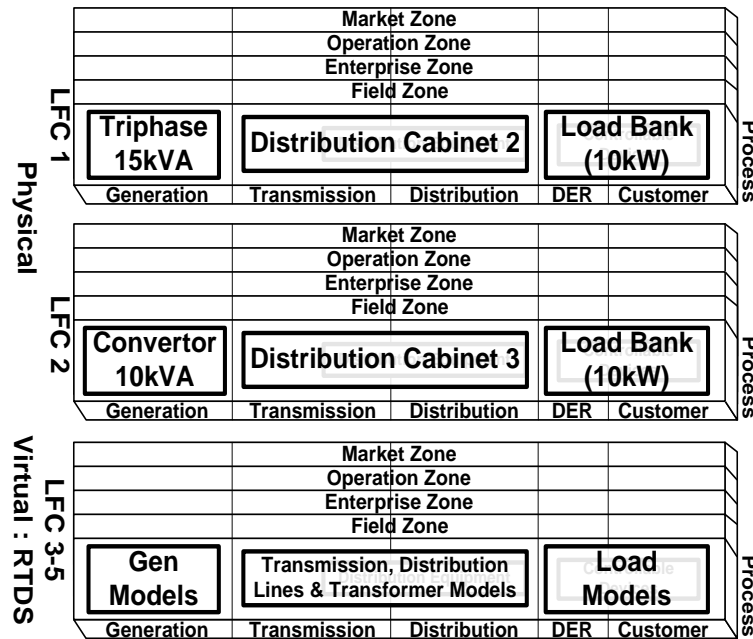 Physical
LFC 1
Market Zone
Operation Zone
Enterprise Zone
Field Zone
Triphase
15kVA
Distribution Cabinet 2
Load Bank
(10kW)
Process
Generation
Transmission
Distribution
DER
Customer
LFC 2
Market Zone
Operation Zone
Enterprise Zone
Field Zone
Convertor
10kVA
Distribution Cabinet 3
Load Bank
(10kW)
Process
Generation
Transmission
Distribution
DER
Customer
Virtual : RTDS
LFC 3-5
Market Zone
Operation Zone
Enterprise Zone
Field Zone
Gen
Models
Transmission, Distribution
Lines & Transformer Models
Distribution Equipment
Load
Models
Process
Generation
Transmission
Distribution
DER
Customer